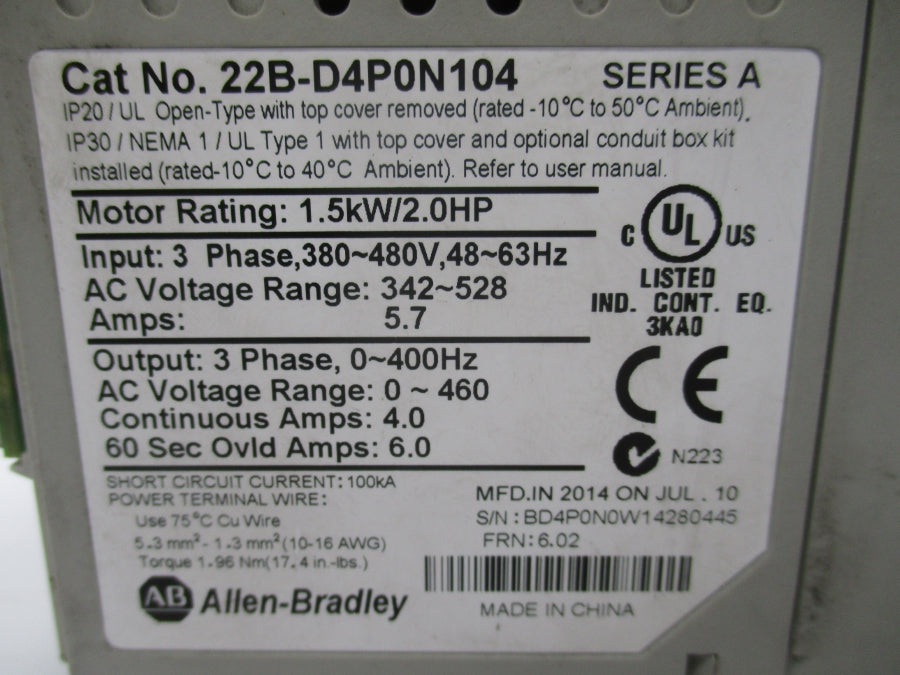 Cat No. 22B-D4P0N104 SERIES A
IP20 / UL Open-Type with top cover removed (rated -10°C to 50°C Ambient).
IP30 / NEMA 1 / UL Type 1 with top cover and optional conduit box kit
installed (rated-10°C to 40°C Ambient). Refer to user manual.
Motor Rating: 1.5kW/2.0HP
Input: 3 Phase,380~480V,48~63Hz
AC Voltage Range: 342~528
Amps: 5.7
C UL US
LISTED
IND. CONT. EQ.
3KA0
Output: 3 Phase, 0~400Hz
AC Voltage Range: 0 ~ 460
Continuous Amps: 4.0
60 Sec Ovld Amps: 6.0
CE
N223
SHORT CIRCUIT CURRENT: 100kA
POWER TERMINAL WIRE:
Use 75°C Cu Wire
5.3 mm²- 1.3 mm²(10-16 AWG)
Torque 1.96 Nm(17.4 in.-lbs.)
MFD.IN 2014 ON JUL . 10
S/N : BD4P0N0W14280445
FRN: 6.02
AB Allen-Bradley
MADE IN CHINA